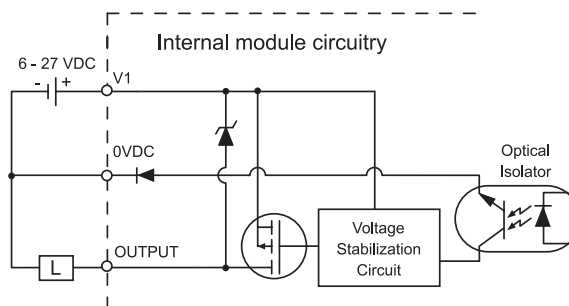 Internal module circuitry
6 - 27 VDC
- +
V1
0VDC
Optical
Isolator
Voltage
Stabilization
Circuit
OUTPUT
L